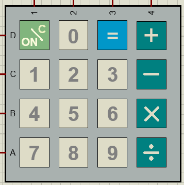 1 2 3 4
D ON/C 0 = +
C 1 2 3 −
B 4 5 6 ×
A 7 8 9 ÷